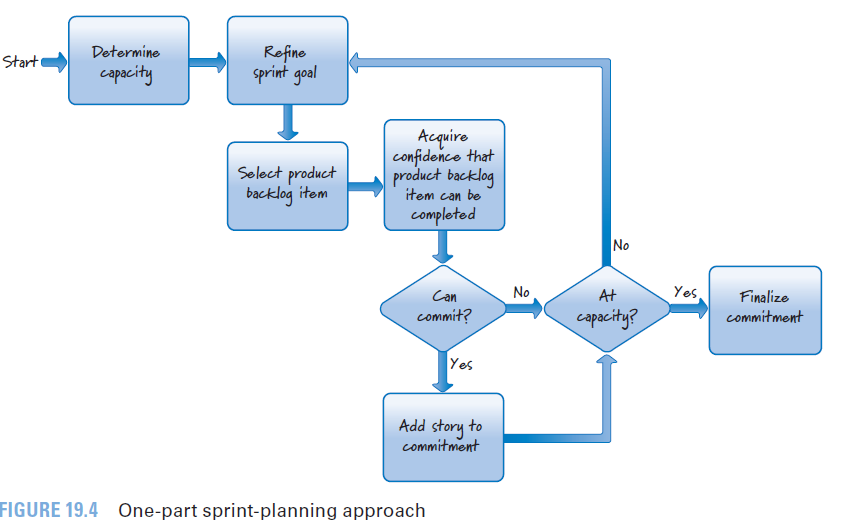 Start
Determine
capacity
Refine
sprint goal
Select product
backlog item
Acquire
confidence that
product backlog
item can be
completed
No
Can
commit?
No
At
capacity?
Yes
Finalize
commitment
Yes
Add story to
commitment
FIGURE 19.4 One-part sprint-planning approach